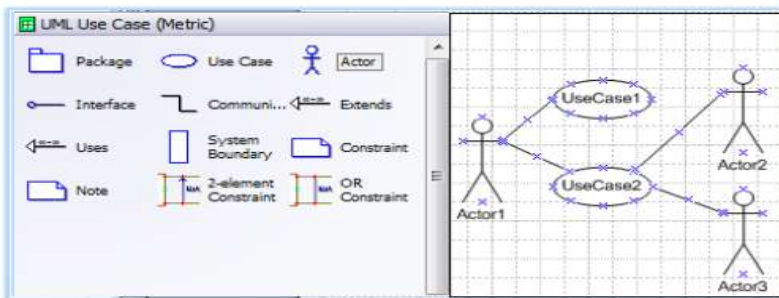 UML Use Case (Metric)
Package
Use Case
Actor
Interface
Communi...
Extends
Uses
System
Boundary
Constraint
Note
2-element
Constraint
OR
Constraint
UseCase1
UseCase2
Actor1
Actor2
Actor3